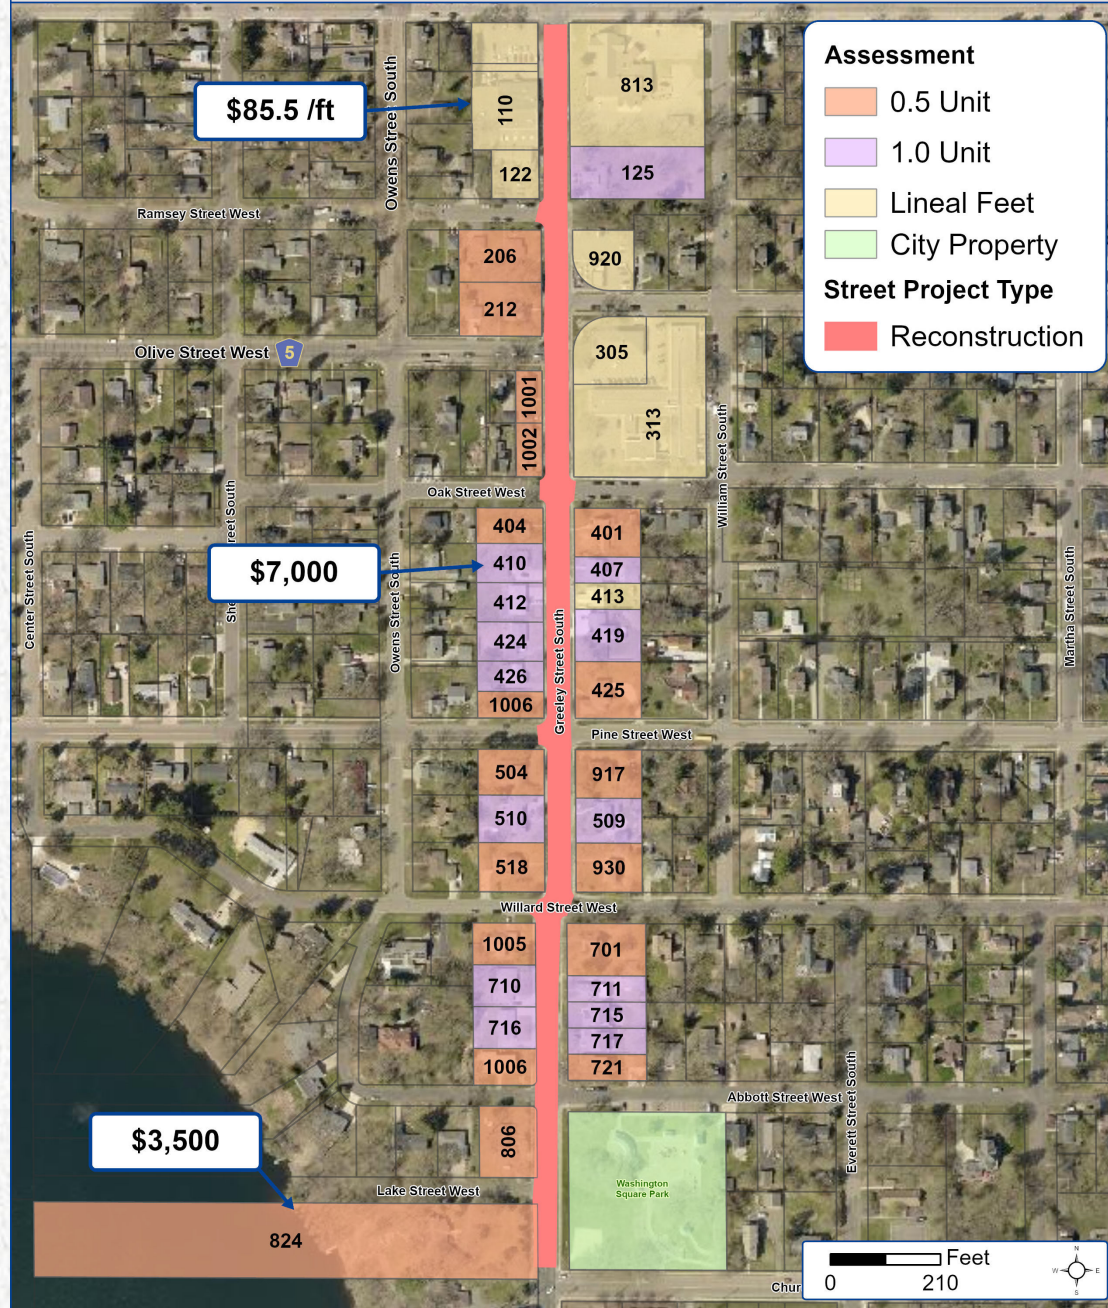 Assessment
0.5 Unit
1.0 Unit
Lineal Feet
City Property
Street Project Type
Reconstruction
$85.5 /ft
Owens Street South
110
813
122
125
Ramsey Street West
206
920
212
Olive Street West
5
305
1001
313
1002
William Street South
Oak Street West
404
401
$7,000
410
407
412
413
424
419
426
425
1006
Center Street South
reet South
Owens Street South
Greeley Street South
Martha Street South
Pine Street West
504
917
510
509
518
930
Willard Street West
1005
701
710
711
716
715
717
1006
721
Abbott Street West
Everett Street South
$3,500
806
Washington
Square Park
Lake Street West
824
Feet
0 210
N
W E
S